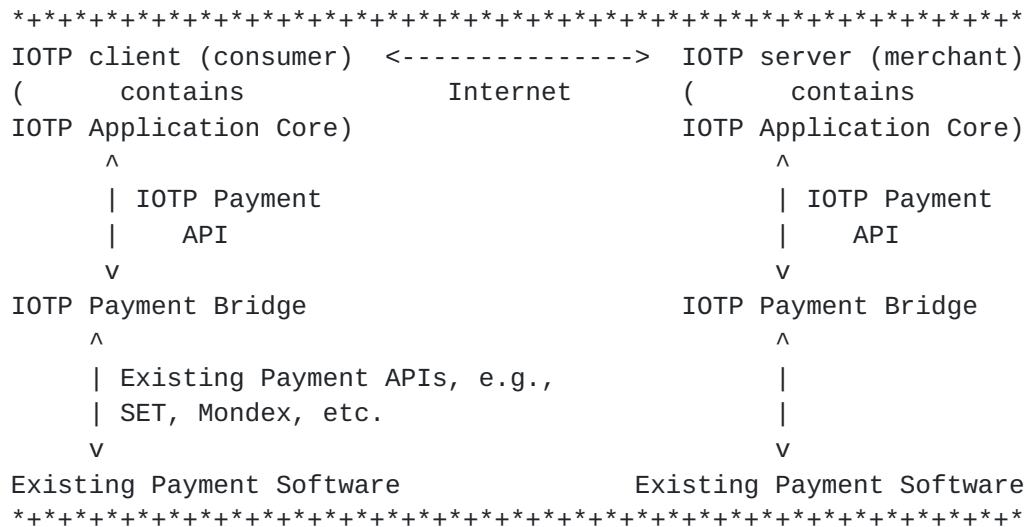 *+*+*+*+*+*+*+*+*+*+*+*+*+*+*+*+*+*+*+*+*+*+*+*+*+*+*+*+*+*+*+*+*
IOTP client (consumer)  <--------------->  IOTP server (merchant)
(      contains             Internet       (      contains
IOTP Application Core)                     IOTP Application Core)
      ^                                          ^
      | IOTP Payment                             | IOTP Payment
      |    API                                   |    API
      v                                          v
IOTP Payment Bridge                        IOTP Payment Bridge
     ^                                           ^
     | Existing Payment APIs, e.g.,              |
     | SET, Mondex, etc.                         |
     v                                           v
Existing Payment Software               Existing Payment Software
*+*+*+*+*+*+*+*+*+*+*+*+*+*+*+*+*+*+*+*+*+*+*+*+*+*+*+*+*+*+*+*+*